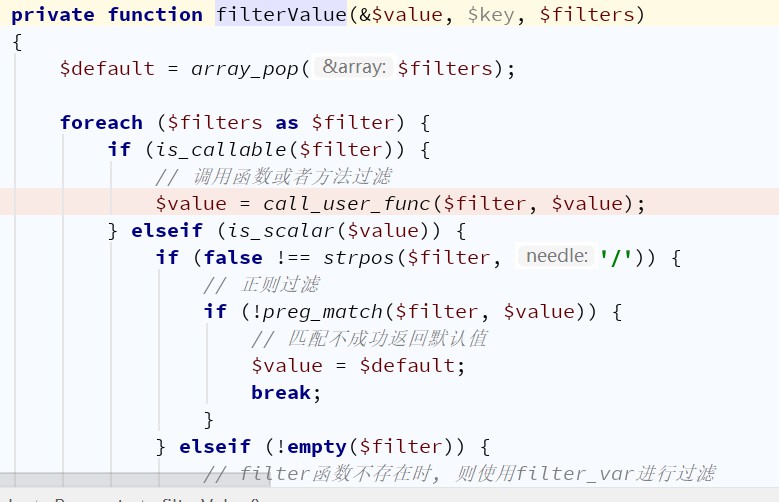 private function filterValue(&$value, $key, $filters)
{
$default = array_pop( &array: $filters);
foreach ($filters as $filter) {
if (is_callable($filter)) {
// 调用函数或者方法过滤
$value = call_user_func($filter, $value);
} elseif (is_scalar($value)) {
if (false !== strpos($filter, needle: '/')) {
// 正则过滤
if (!preg_match($filter, $value)) {
// 匹配不成功返回默认值
$value = $default;
break;
}
} elseif (!empty($filter)) {
// filter函数不存在时, 则使用filter_var进行过滤